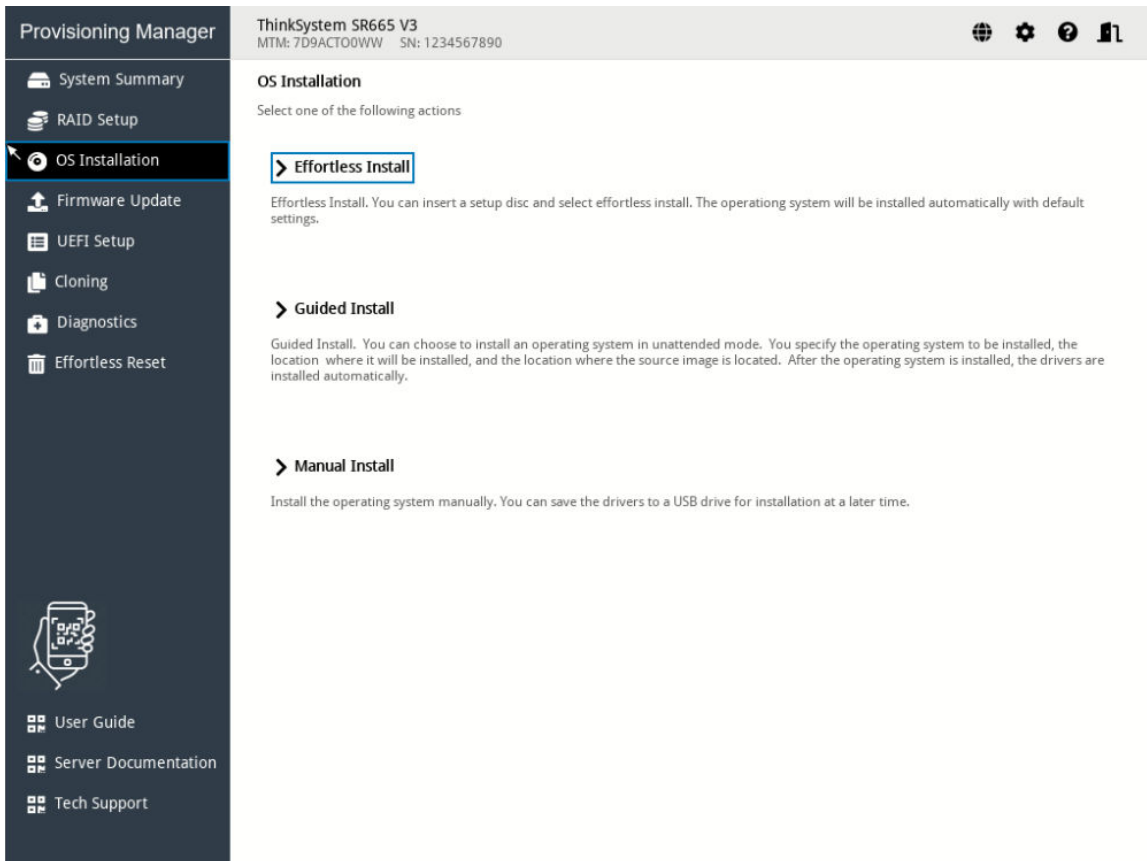 Provisioning Manager
ThinkSystem SR665 V3
MTM: 7D9ACTO0WW SN: 1234567890
System Summary
RAID Setup
OS Installation
Firmware Update
UEFI Setup
Cloning
Diagnostics
Effortless Reset
User Guide
Server Documentation
Tech Support
OS Installation
Select one of the following actions
Effortless Install
Effortless Install. You can insert a setup disc and select effortless install. The operationg system will be installed automatically with default
settings.
Guided Install
Guided Install. You can choose to install an operating system in unattended mode. You specify the operating system to be installed, the
location where it will be installed, and the location where the source image is located. After the operating system is installed, the drivers are
installed automatically.
Manual Install
Install the operating system manually. You can save the drivers to a USB drive for installation at a later time.